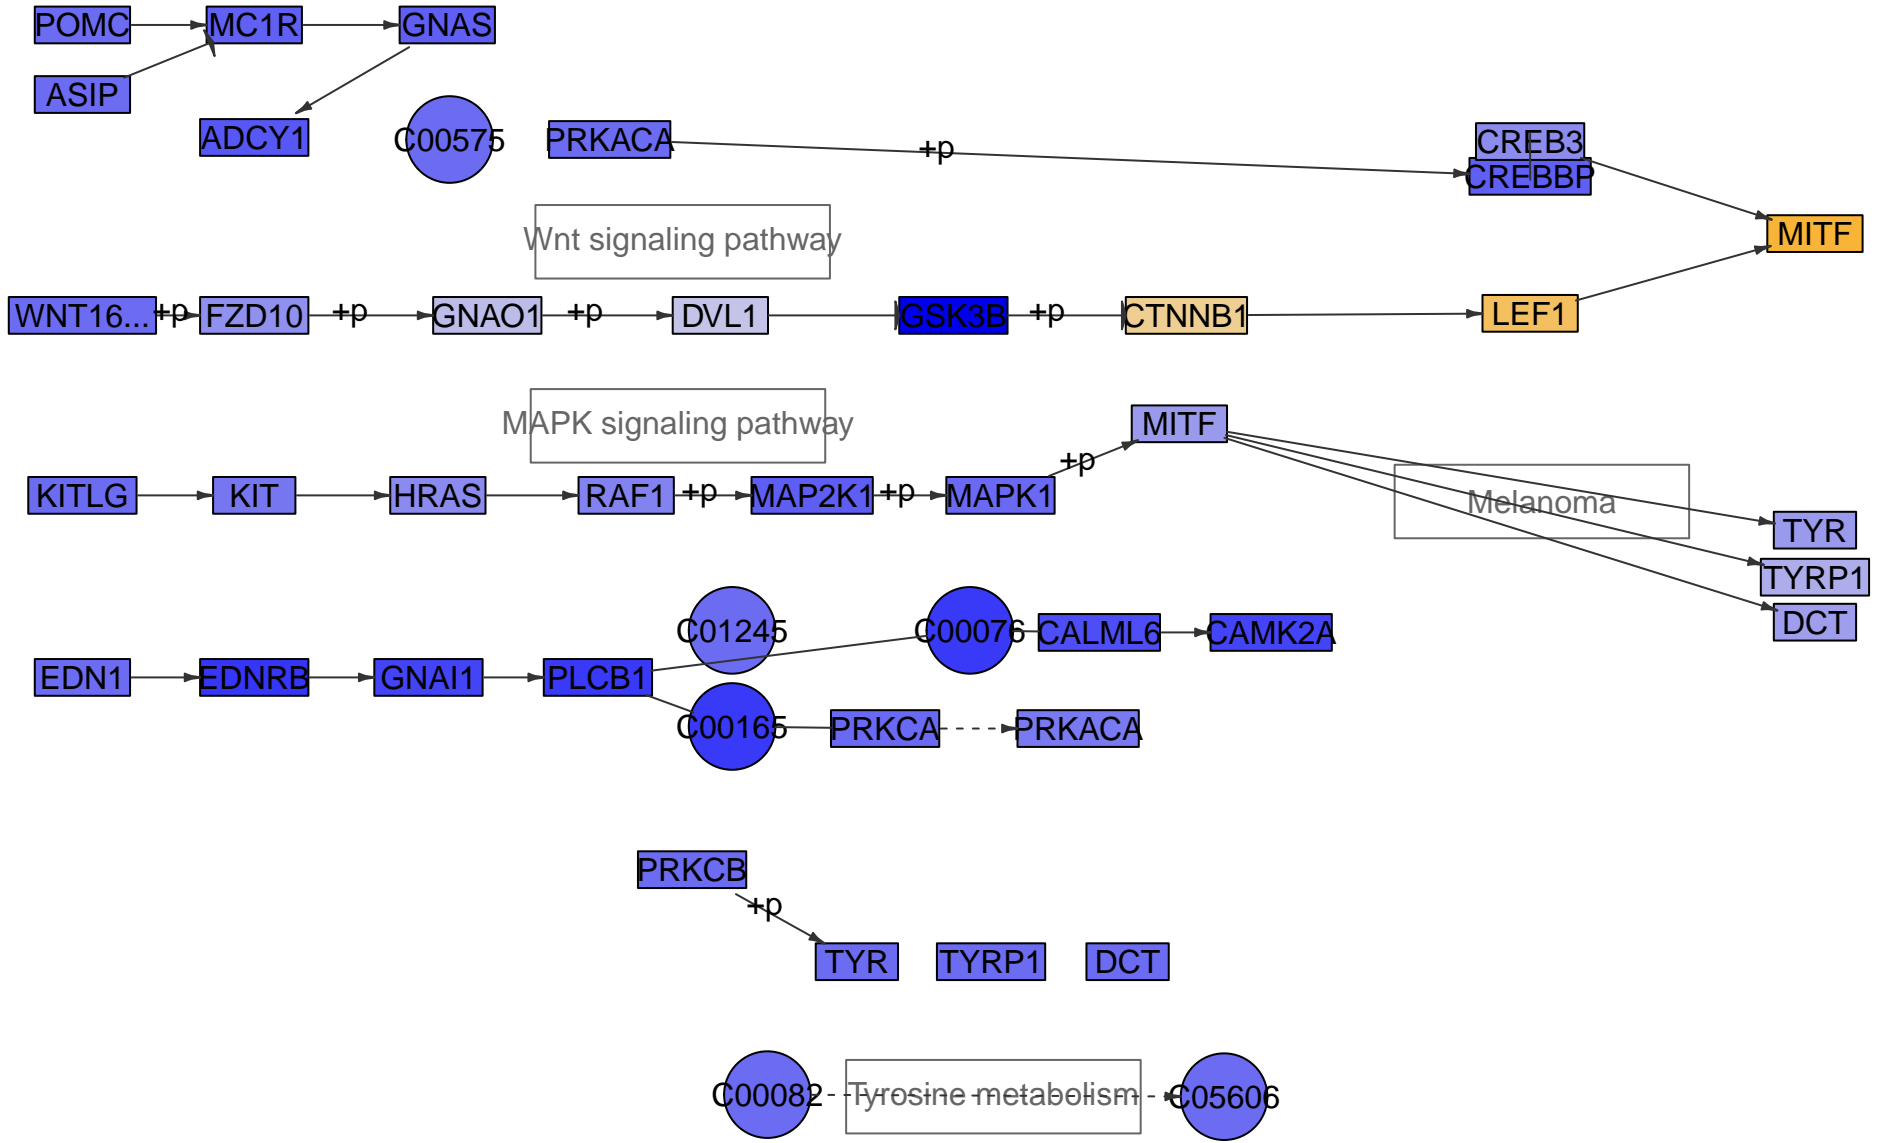 POMC
MC1R
GNAS
ASIP
ADCY1
C00575
PRKACA
+p
CREB3
CREBBP
Wnt signaling pathway
MITF
WNT16...
+p
FZD10
+p
GNAO1
+p
DVL1
GSK3B
+p
CTNNB1
LEF1
MAPK signaling pathway
MITF
+p
KITLG
KIT
HRAS
RAF1
+p
MAP2K1
+p
MAPK1
Melanoma
TYR
TYRP1
DCT
C01245
C00076
CALML6
CAMK2A
EDN1
EDNRB
GNAI1
PLCB1
C00165
PRKCA
PRKACA
PRKCB
+p
TYR
TYRP1
DCT
C00082
Tyrosine metabolism
C05606